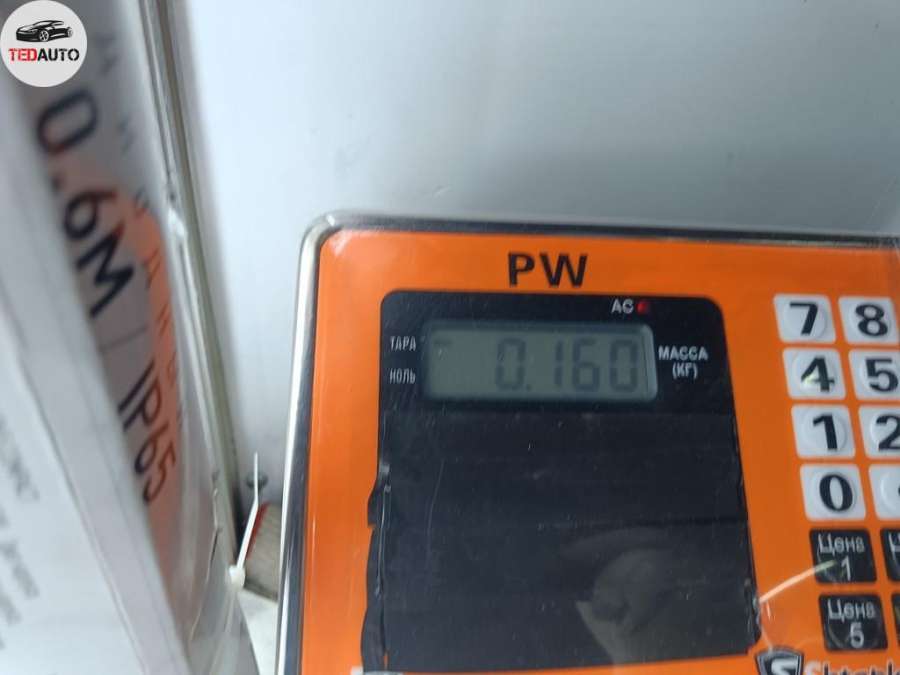 TEDAUTO
0.6М
IP65
PW
AC
ТАРА
НОЛЬ
0.160
МАССА
(КГ)
7 8
4 5
1 2
0
Цена
1
Цена
5